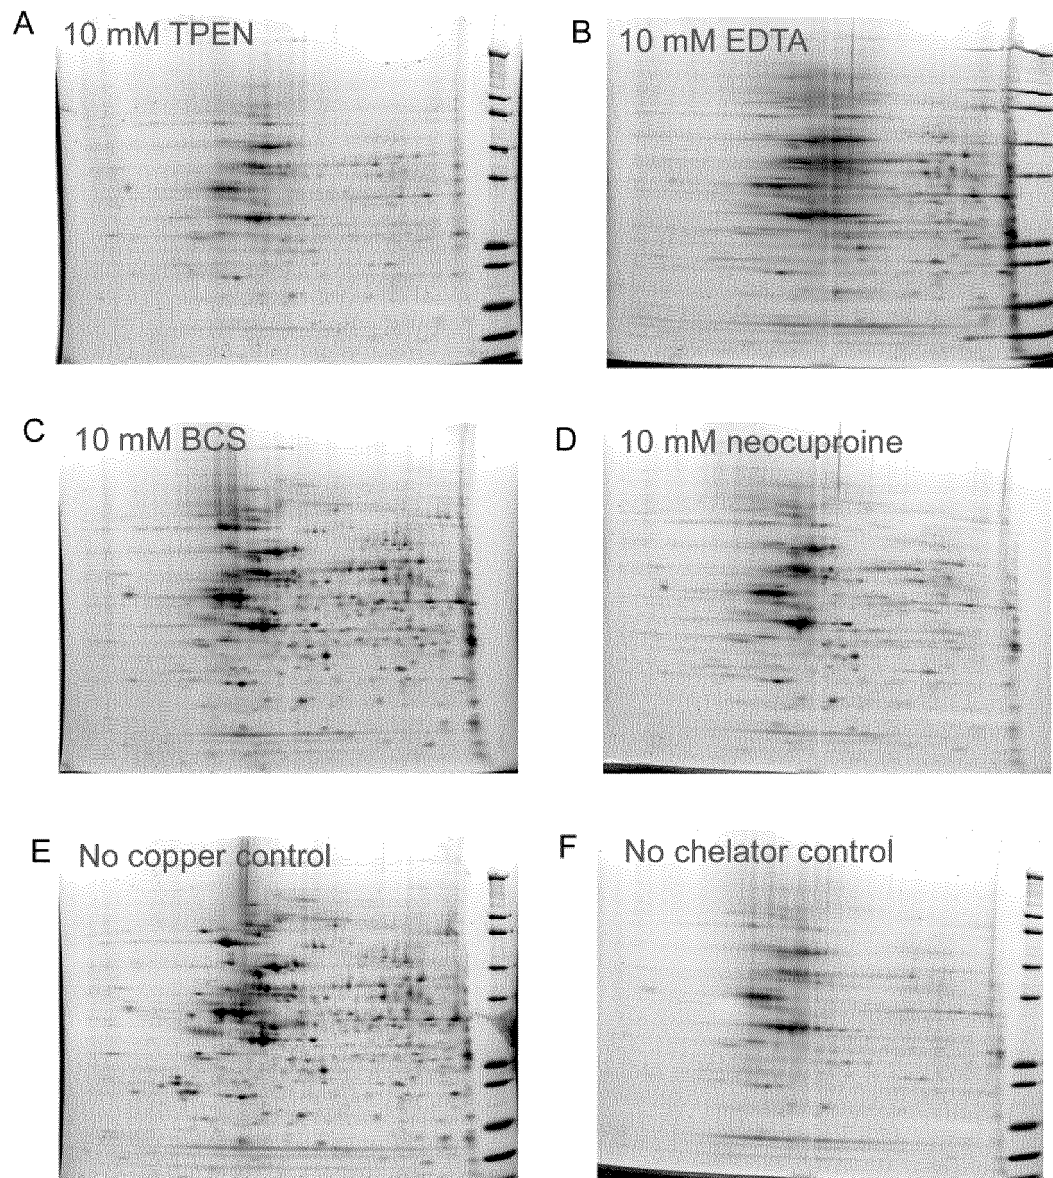 A 10 mM TPEN
B 10 mM EDTA
C 10 mM BCS
D 10 mM neocuproine
E No copper control
F No chelator control